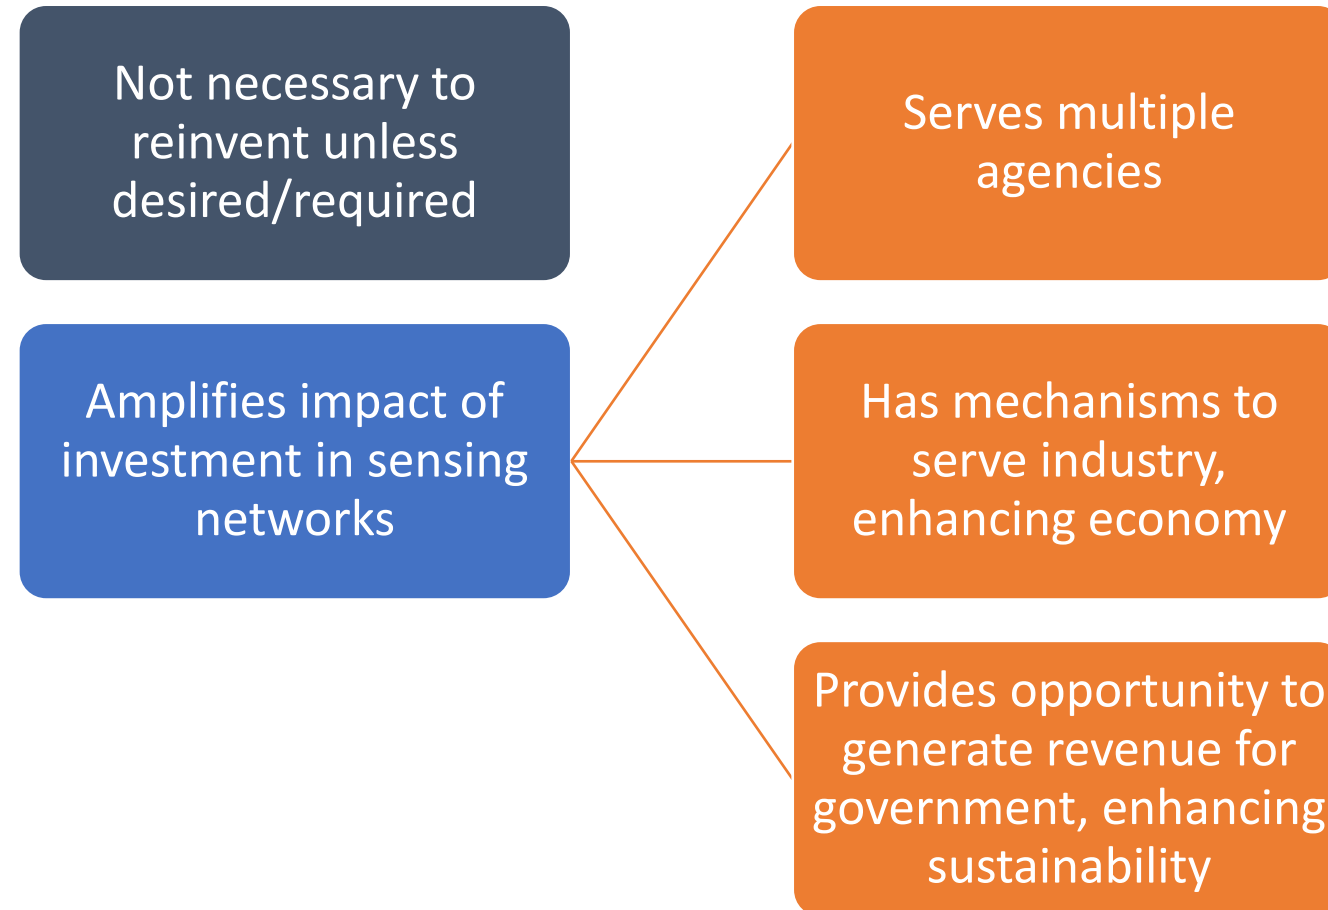 Not necessary to
reinvent unless
desired/required
Amplifies impact of
investment in sensing
networks
Serves multiple
agencies
Has mechanisms to
serve industry,
enhancing economy
Provides opportunity to
generate revenue for
government, enhancing
sustainability